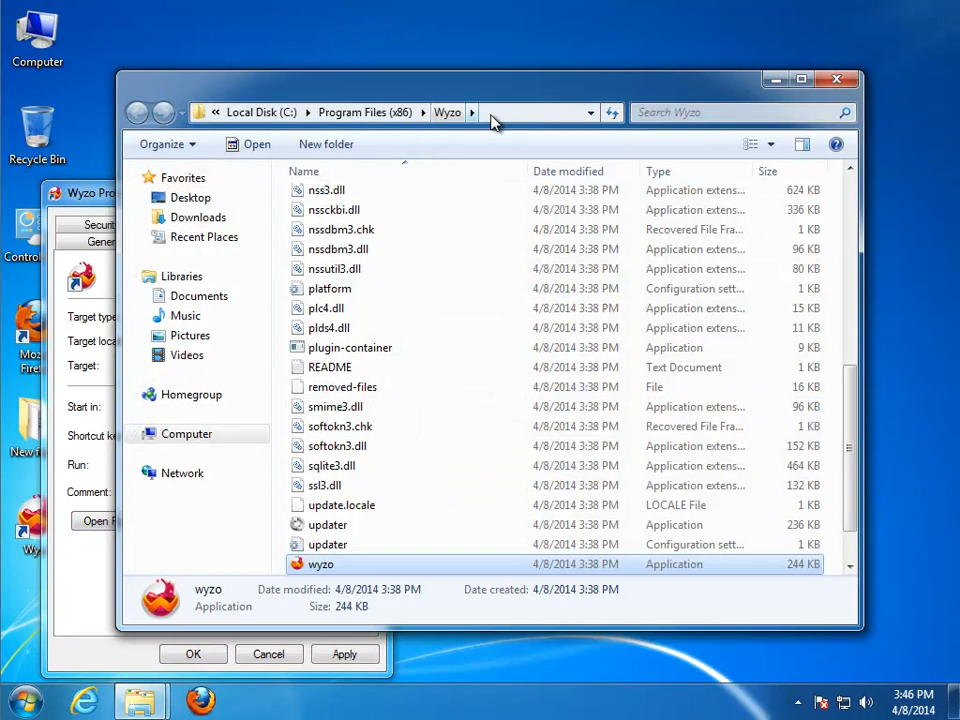 Computer
Recycle Bin
Wyzo Pro
Securi
Gener
Target type
Target loca
Target:
Start in:
Shortcut ke
Run:
Comment:
Open F
OK
Cancel
Apply
Control
Moz
Firef
New f
Wy
« Local Disk (C:) Program Files (x86) Wyzo
Search Wyzo
Organize
Open
New folder
Favorites
Desktop
Downloads
Recent Places
Libraries
Documents
Music
Pictures
Videos
Homegroup
Computer
Network
Name Date modified Type Size
nss3.dll 4/8/2014 3:38 PM Application extens... 624 KB
nssckbi.dll 4/8/2014 3:38 PM Application extens... 336 KB
nssdbm3.chk 4/8/2014 3:38 PM Recovered File Fra... 1 KB
nssdbm3.dll 4/8/2014 3:38 PM Application extens... 96 KB
nssutil3.dll 4/8/2014 3:38 PM Application extens... 80 KB
platform 4/8/2014 3:38 PM Configuration sett... 1 KB
plc4.dll 4/8/2014 3:38 PM Application extens... 15 KB
plds4.dll 4/8/2014 3:38 PM Application extens... 11 KB
plugin-container 4/8/2014 3:38 PM Application 9 KB
README 4/8/2014 3:38 PM Text Document 1 KB
removed-files 4/8/2014 3:38 PM File 16 KB
smime3.dll 4/8/2014 3:38 PM Application extens... 96 KB
softokn3.chk 4/8/2014 3:38 PM Recovered File Fra... 1 KB
softokn3.dll 4/8/2014 3:38 PM Application extens... 152 KB
sqlite3.dll 4/8/2014 3:38 PM Application extens... 464 KB
ssl3.dll 4/8/2014 3:38 PM Application extens... 132 KB
update.locale 4/8/2014 3:38 PM LOCALE File 1 KB
updater 4/8/2014 3:38 PM Application 236 KB
updater 4/8/2014 3:38 PM Configuration sett... 1 KB
wyzo 4/8/2014 3:38 PM Application 244 KB
wyzo Date modified: 4/8/2014 3:38 PM Date created: 4/8/2014 3:38 PM
Application Size: 244 KB
3:46 PM
4/8/2014